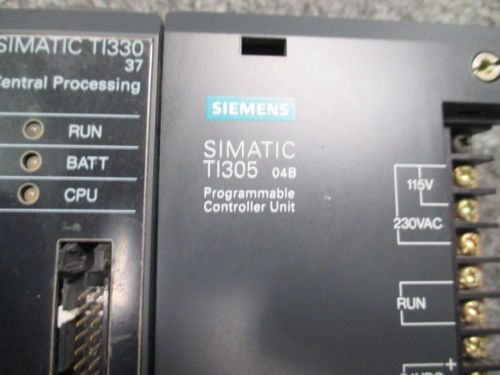 SIMATIC TI330
37
Central Processing
RUN
BATT
CPU
SIEMENS
SIMATIC
TI305 04B
Programmable
Controller Unit
115V
230VAC
RUN
+